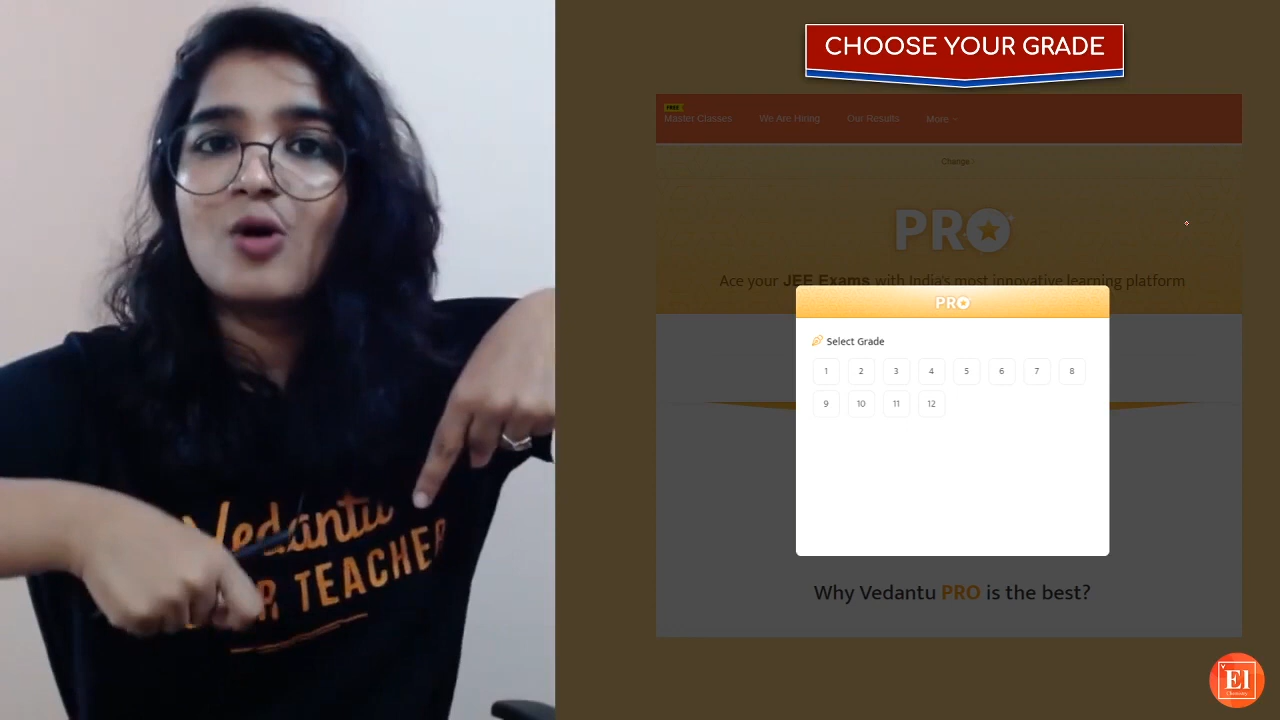 CHOOSE YOUR GRADE
FREE
Master Classes We Are Hiring Our Results More
Change
PRO
Ace your JEE Exams with India's most innovative learning platform
PRO
Select Grade
1 2 3 4 5 6 7 8
9 10 11 12
Why Vedantu PRO is the best?
Vedantu
TEACHER
V
El
Chemistry